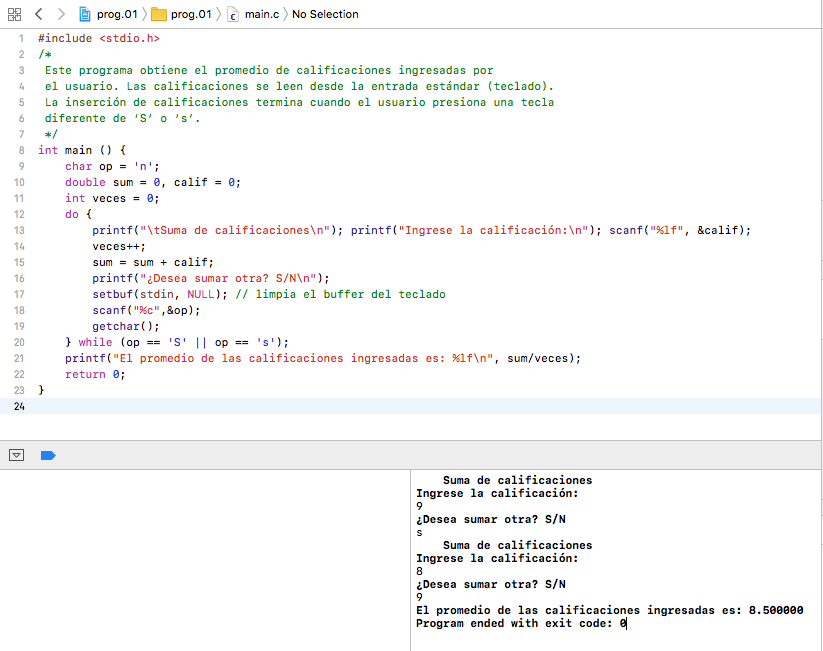 prog.01 prog.01 main.c No Selection
1 #include <stdio.h>
2 /*
3 Este programa obtiene el promedio de calificaciones ingresadas por
4 el usuario. Las calificaciones se leen desde la entrada estándar (teclado).
5 La inserción de calificaciones termina cuando el usuario presiona una tecla
6 diferente de ‘S’ o ‘s’.
7 */
8 int main () {
9 char op = 'n';
10 double sum = 0, calif = 0;
11 int veces = 0;
12 do {
13 printf("\tSuma de calificaciones\n"); printf("Ingrese la calificación:\n"); scanf("%lf", &calif);
14 veces++;
15 sum = sum + calif;
16 printf("¿Desea sumar otra? S/N\n");
17 setbuf(stdin, NULL); // limpia el buffer del teclado
18 scanf("%c",&op);
19 getchar();
20 } while (op == 'S' || op == 's');
21 printf("El promedio de las calificaciones ingresadas es: %lf\n", sum/veces);
22 return 0;
23 }
24
Suma de calificaciones
Ingrese la calificación:
9
¿Desea sumar otra? S/N
s
Suma de calificaciones
Ingrese la calificación:
8
¿Desea sumar otra? S/N
9
El promedio de las calificaciones ingresadas es: 8.500000
Program ended with exit code: 0